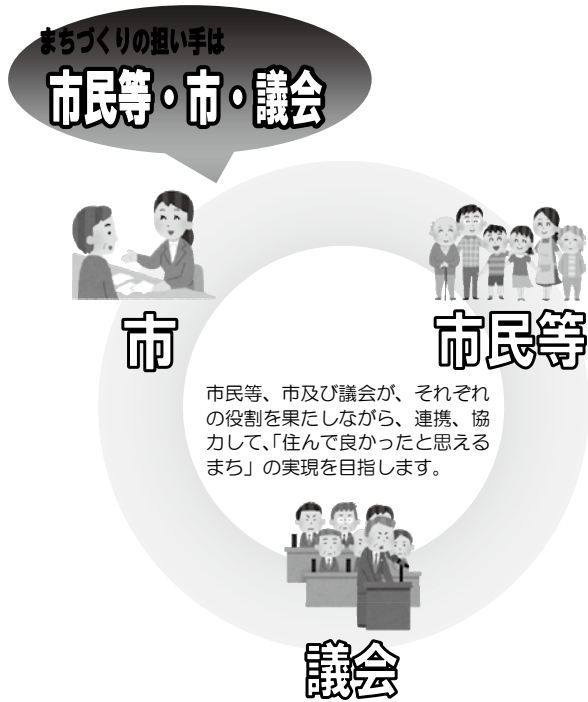 まちづくりの担い手は
市民等・市・議会
市
市民等
市民等、市及び議会が、それぞれ
の役割を果たしながら、連携、協
力して、「住んで良かったと思える
まち」の実現を目指します。
議会